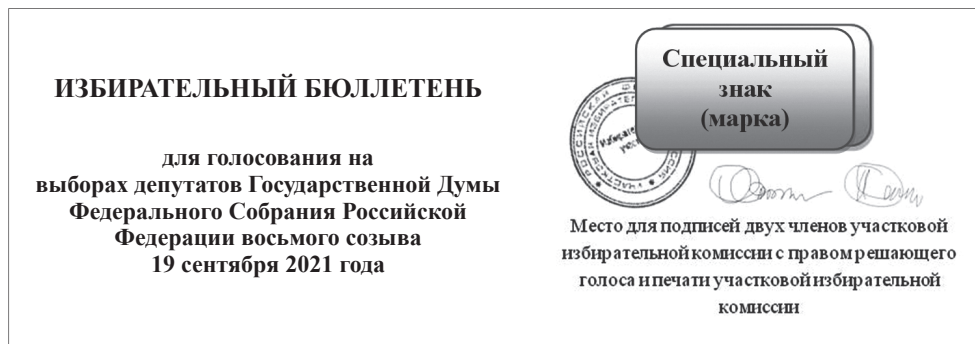 ИЗБИРАТЕЛЬНЫЙ БЮЛЛЕТЕНЬ
для голосования на
выборах депутатов Государственной Думы
Федерального Собрания Российской
Федерации восьмого созыва
19 сентября 2021 года
Специальный
знак
(марка)
Место для подписей двух членов участковой
избирательной комиссии с правом решающего
голоса и печати участковой избирательной
комиссии